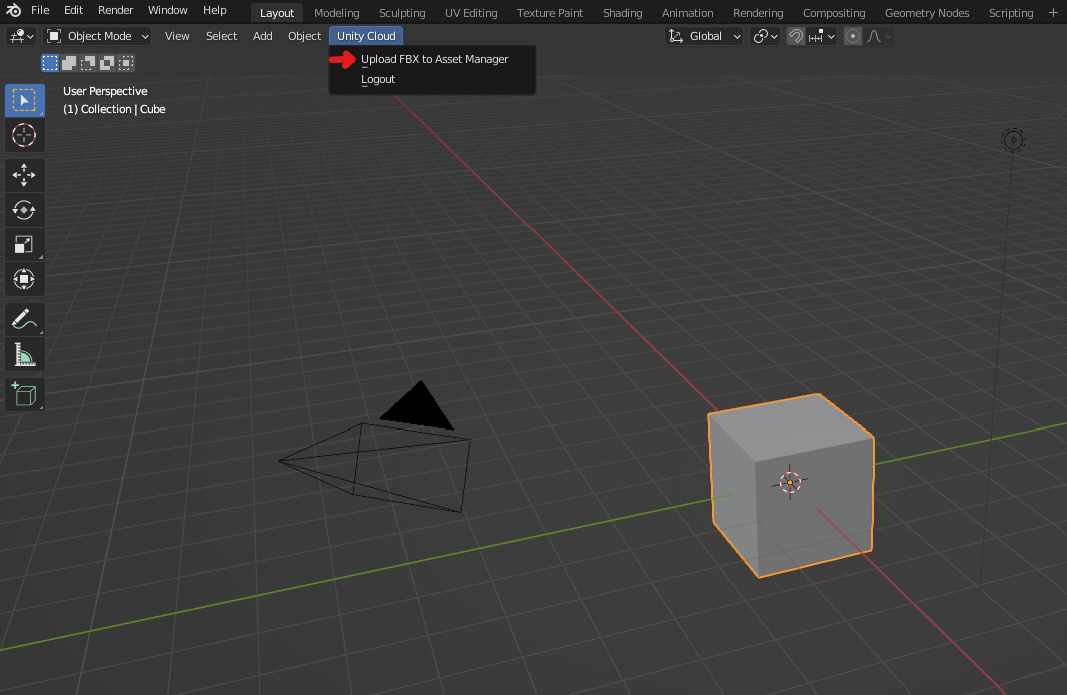 File Edit Render Window Help Layout Modeling Sculpting UV Editing Texture Paint Shading Animation Rendering Compositing Geometry Nodes Scripting +
Object Mode View Select Add Object Unity Cloud Global
Upload FBX to Asset Manager
Logout
User Perspective
(1) Collection | Cube